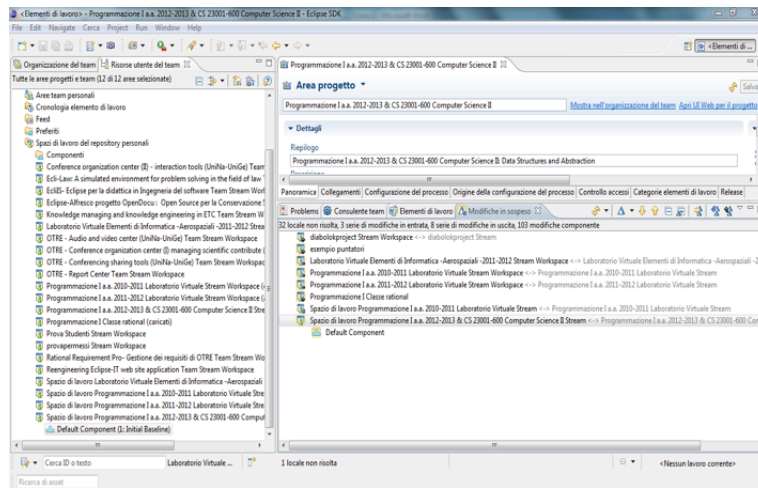 <Elementi di lavoro> - Programmazione I a.a. 2012-2013 & CS 23001-600 Computer Science II - Eclipse SDK
File Edit Navigate Cerca Project Run Window Help
<Elementi di ...
Organizzazione del team Risorse utente del team
Tutte le aree progetti e team (12 di 12 aree selezionate)
Aree team personali
Cronologia elemento di lavoro
Feed
Preferiti
Spazi di lavoro del repository personali
Componenti
Conference organization center (II) - interaction tools (UniNa-UniGe) Team
Ecli-Law: A simulated environment for problem solving in the field of law
EcliIS- Eclipse per la didattica in Ingegneria del software Team Stream Worl
Eclipse-Alfresco progetto OpenDocu: Open Source per la Conservazione S
Knowledge managing and knowledge engineering in ETC Team Stream W
Laboratorio Virtuale Elementi di Informatica -Aerospaziali -2011-2012 Strea
OTRE - Audio and video center (UniNa-UniGe) Team Stream Workspace
OTRE - Conference organization center (I) managing scientific contribute (
OTRE - Conferencing sharing tools (UniNa-UniGe) Team Stream Workspac
OTRE - Report Center Team Stream Workspace
Programmazione I a.a. 2010-2011 Laboratorio Virtuale Stream Workspace (
Programmazione I a.a. 2011-2012 Laboratorio Virtuale Stream Workspace (
Programmazione I a.a. 2012-2013 & CS 23001-600 Computer Science II Stre
Programmazione I Classe rational (caricati)
Prova Studenti Stream Workspace
provapermessi Stream Workspace
Rational Requirement Pro- Gestione dei requisiti di OTRE Team Stream Wo
Reengineering Eclipse-IT web site application Team Stream Workspace
Spazio di lavoro Laboratorio Virtuale Elementi di Informatica -Aerospaziali
Spazio di lavoro Programmazione I a.a. 2010-2011 Laboratorio Virtuale Stre
Spazio di lavoro Programmazione I a.a. 2011-2012 Laboratorio Virtuale Stre
Spazio di lavoro Programmazione I a.a. 2012-2013 & CS 23001-600 Comput
Default Component (1: Initial Baseline)
Programmazione I a.a. 2012-2013 & CS 23001-600 Computer Science II
Area progetto
Salva
Programmazione I a.a. 2012-2013 & CS 23001-600 Computer Science II
Mostra nell'organizzazione del team Apri UI Web per il progetto
Dettagli
Riepilogo
Programmazione I a.a. 2012-2013 & CS 23001-600 Computer Science II: Data Structures and Abstraction
Panoramica Collegamenti Configurazione del processo Origine della configurazione del processo Controllo accessi Categorie elementi di lavoro Release
Problems Consulente team Elementi di lavoro Modifiche in sospeso
32 locale non risolta, 3 serie di modifiche in entrata, 8 serie di modifiche in uscita, 103 modifiche componente
diabolokproject Stream Workspace <-> diabolokproject Stream
esempio puntatori
Laboratorio Virtuale Elementi di Informatica -Aerospaziali -2011-2012 Stream Workspace <-> Laboratorio Virtuale Elementi di Informatica -Aerospaziali -2
Programmazione I a.a. 2010-2011 Laboratorio Virtuale Stream Workspace <-> Programmazione I a.a. 2010-2011 Laboratorio Virtuale Stream
Programmazione I a.a. 2011-2012 Laboratorio Virtuale Stream Workspace <-> Programmazione I a.a. 2011-2012 Laboratorio Virtuale Stream
Programmazione I Classe rational
Spazio di lavoro Programmazione I a.a. 2010-2011 Laboratorio Virtuale Stream <-> Programmazione I a.a. 2010-2011 Laboratorio Virtuale Stream
Spazio di lavoro Programmazione I a.a. 2012-2013 & CS 23001-600 Computer Science II Stream <-> Programmazione I a.a. 2012-2013 & CS 23001-600 Cor
Default Component
Cerca ID o testo Laboratorio Virtuale ... 1 locale non risolta <Nessun lavoro corrente>
Ricerca di asset